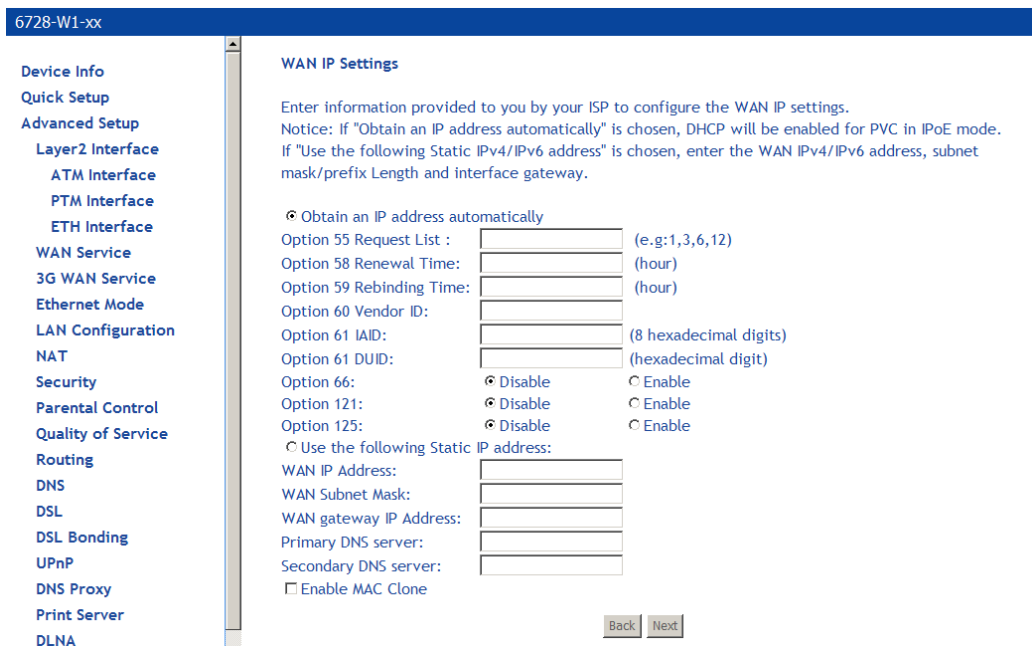 6728-W1-xx
Device Info
Quick Setup
Advanced Setup
Layer2 Interface
ATM Interface
PTM Interface
ETH Interface
WAN Service
3G WAN Service
Ethernet Mode
LAN Configuration
NAT
Security
Parental Control
Quality of Service
Routing
DNS
DSL
DSL Bonding
UPnP
DNS Proxy
Print Server
DLNA
WAN IP Settings
Enter information provided to you by your ISP to configure the WAN IP settings.
Notice: If "Obtain an IP address automatically" is chosen, DHCP will be enabled for PVC in IPoE mode.
If "Use the following Static IPv4/IPv6 address" is chosen, enter the WAN IPv4/IPv6 address, subnet
mask/prefix Length and interface gateway.
Obtain an IP address automatically
Option 55 Request List : (e.g:1,3,6,12)
Option 58 Renewal Time: (hour)
Option 59 Rebinding Time: (hour)
Option 60 Vendor ID:
Option 61 IAID: (8 hexadecimal digits)
Option 61 DUID: (hexadecimal digit)
Option 66: Disable Enable
Option 121: Disable Enable
Option 125: Disable Enable
Use the following Static IP address:
WAN IP Address:
WAN Subnet Mask:
WAN gateway IP Address:
Primary DNS server:
Secondary DNS server:
Enable MAC Clone
Back Next